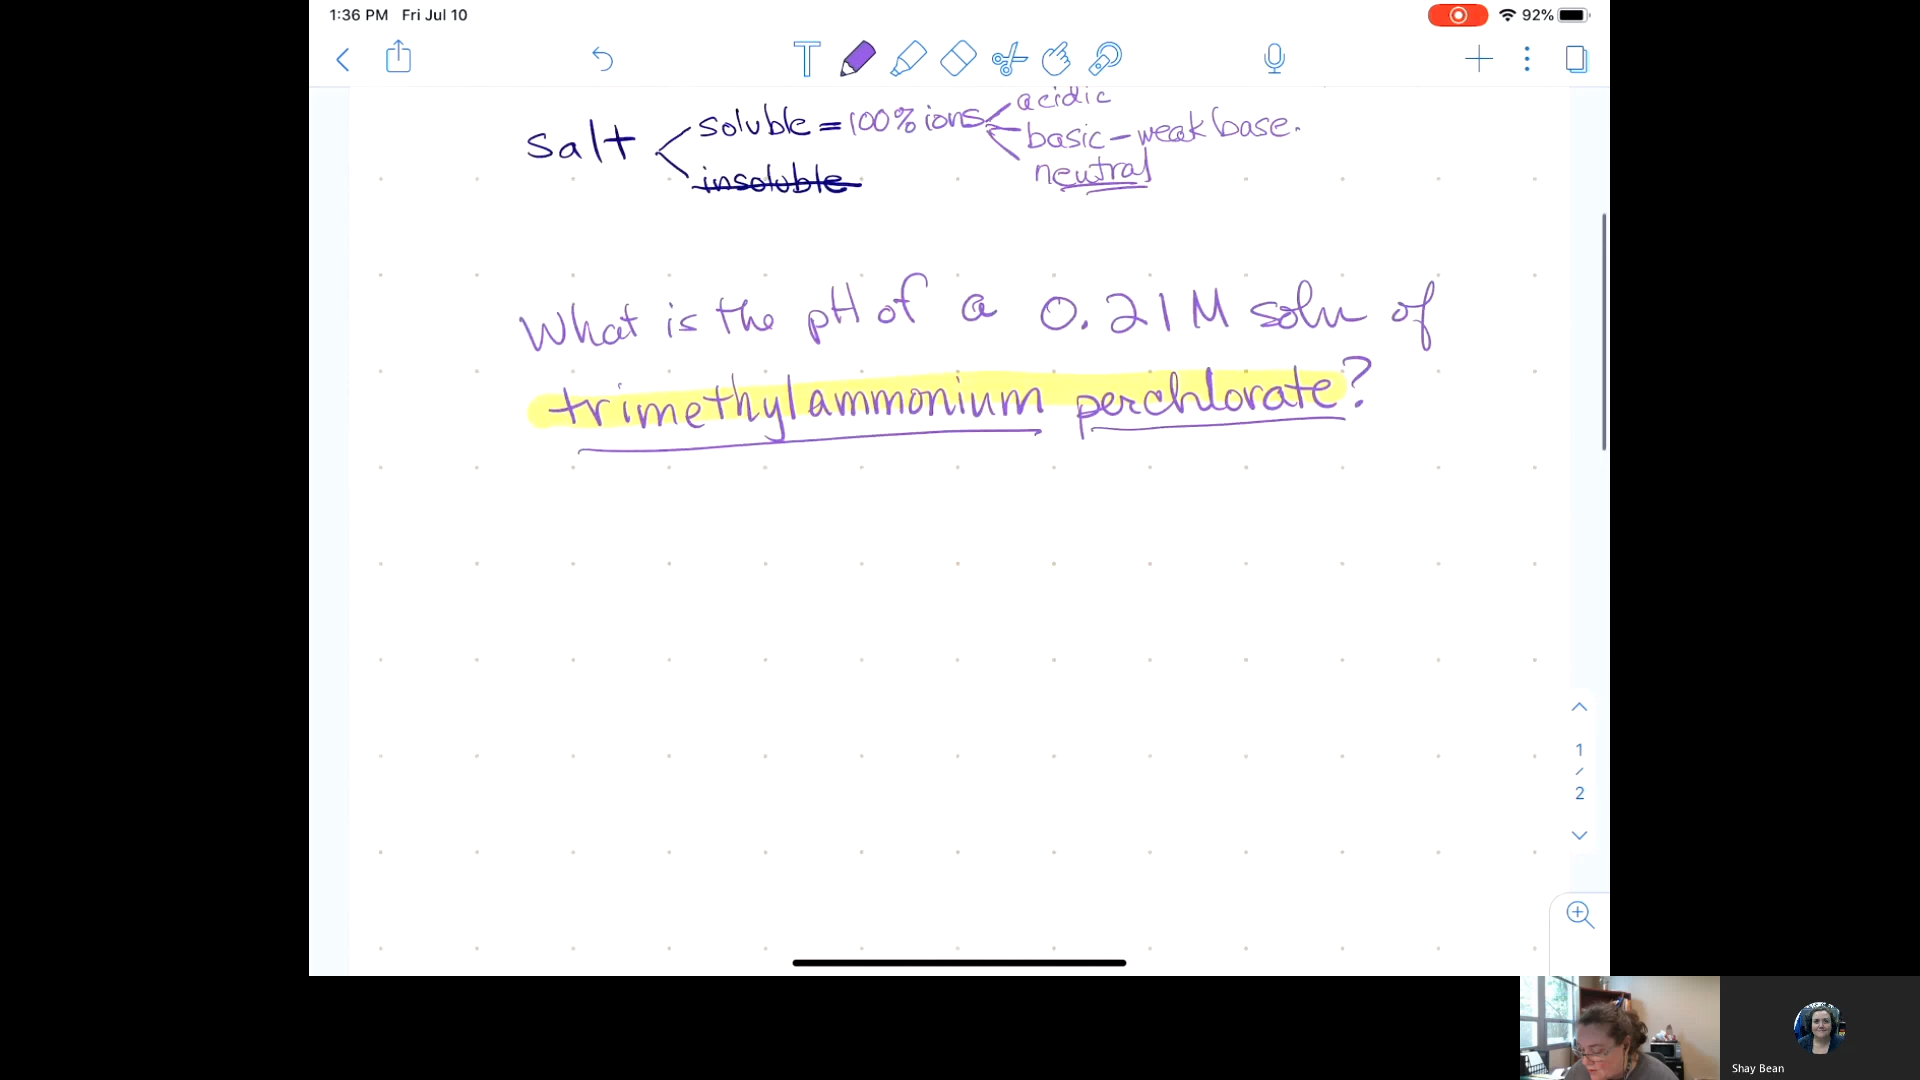 1:36 PM Fri Jul 10
92%
T
acidic
salt soluble = 100% ions basic - weak base.
insoluble neutral
What is the pH of a 0.21 M soln of
trimethylammonium perchlorate?
1
/
2
Shay Bean